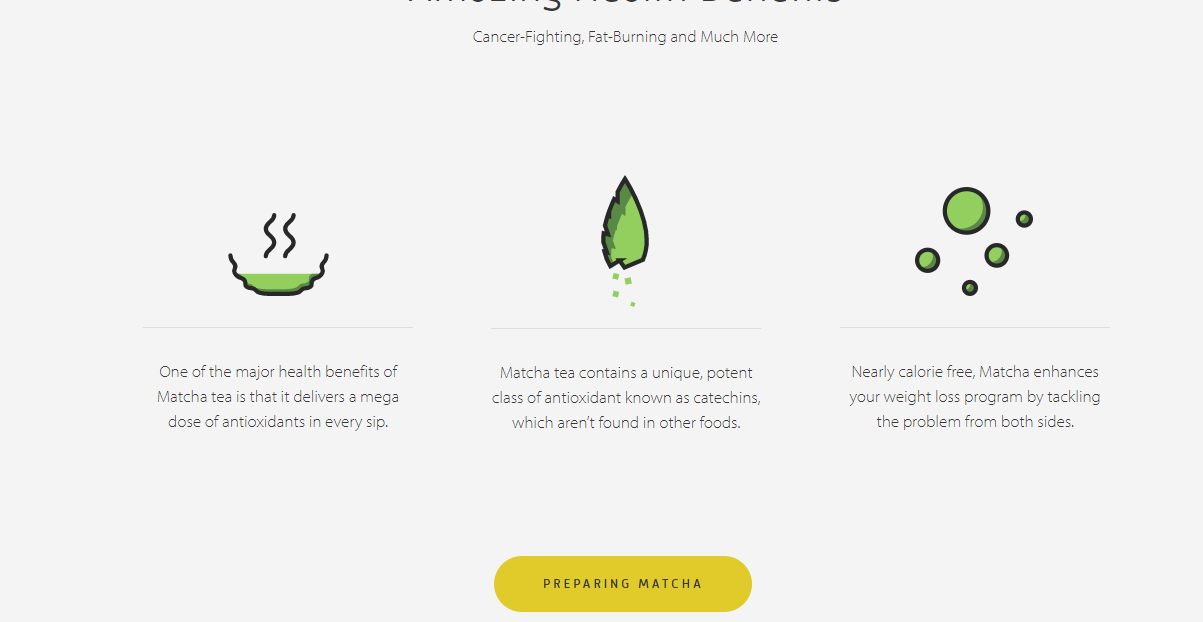 Amazing Health Benefits
Cancer-Fighting, Fat-Burning and Much More
One of the major health benefits of
Matcha tea is that it delivers a mega
dose of antioxidants in every sip.
Matcha tea contains a unique, potent
class of antioxidant known as catechins,
which aren’t found in other foods.
Nearly calorie free, Matcha enhances
your weight loss program by tackling
the problem from both sides.
PREPARING MATCHA